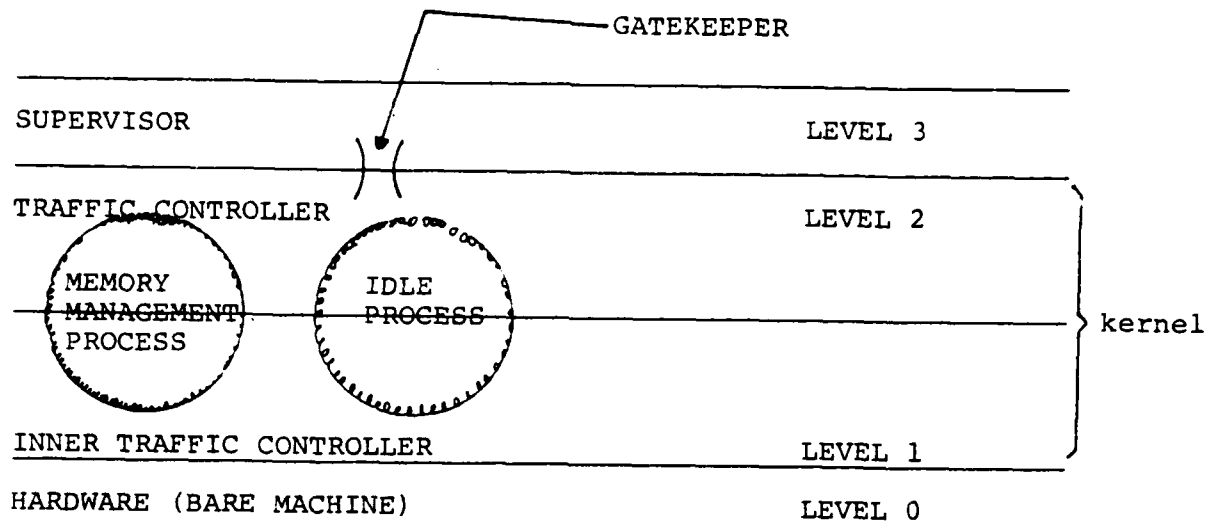 GATEKEEPER
SUPERVISOR LEVEL 3
TRAFFIC CONTROLLER LEVEL 2
MEMORY
MANAGEMENT
PROCESS
IDLE
PROCESS
kernel
INNER TRAFFIC CONTROLLER LEVEL 1
HARDWARE (BARE MACHINE) LEVEL 0